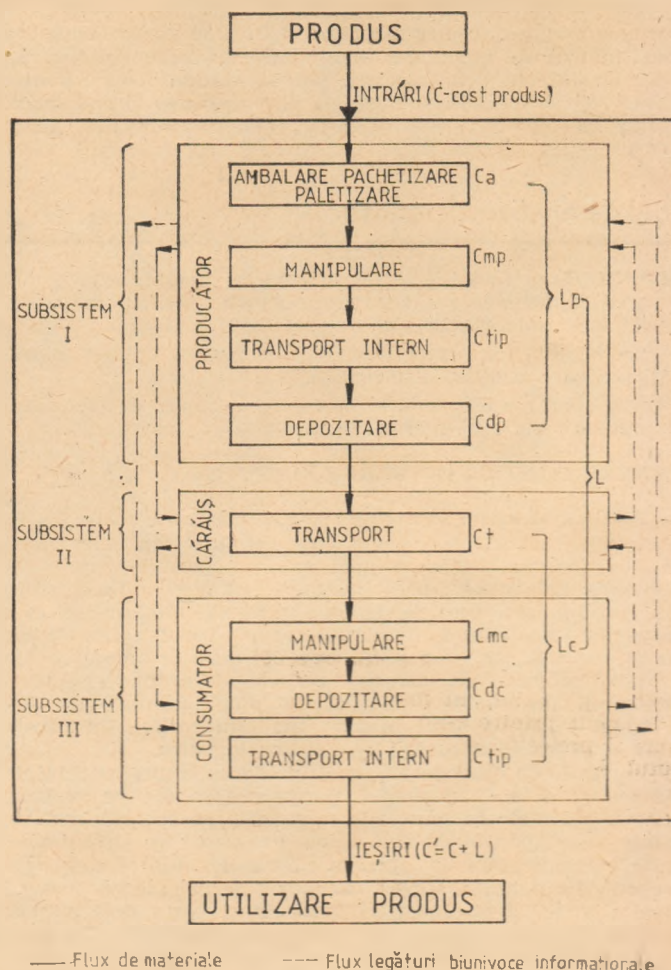 PRODUS
INTRĂRI (C-cost produs)
SUBSISTEM
I
PRODUCĂTOR
AMBALARE PACHETIZARE
PALETIZARE
Ca
MANIPULARE
Cmp
TRANSPORT INTERN
Ctip
DEPOZITARE
Cdp
Lp
L
SUBSISTEM
II
CĂRĂUȘ
TRANSPORT
Ct
SUBSISTEM
III
CONSUMATOR
MANIPULARE
Cmc
DEPOZITARE
Cdc
TRANSPORT INTERN
Ctip
Lc
IEȘIRI (C'=C+L)
UTILIZARE PRODUS
—— Flux de materiale --- Flux legături biunivoce informaționale